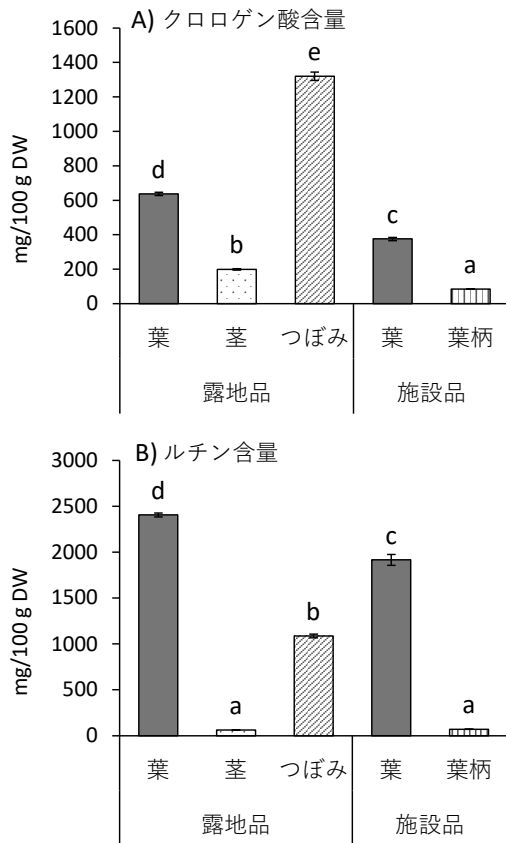 A) クロロゲン酸含量
mg/100 g DW
1600
1400
1200
1000
800
600
400
200
0
d
b
e
c
a
葉 茎 つぼみ 葉 葉柄
露地品 施設品
B) ルチン含量
mg/100 g DW
3000
2500
2000
1500
1000
500
0
d
a
b
c
a
葉 茎 つぼみ 葉 葉柄
露地品 施設品